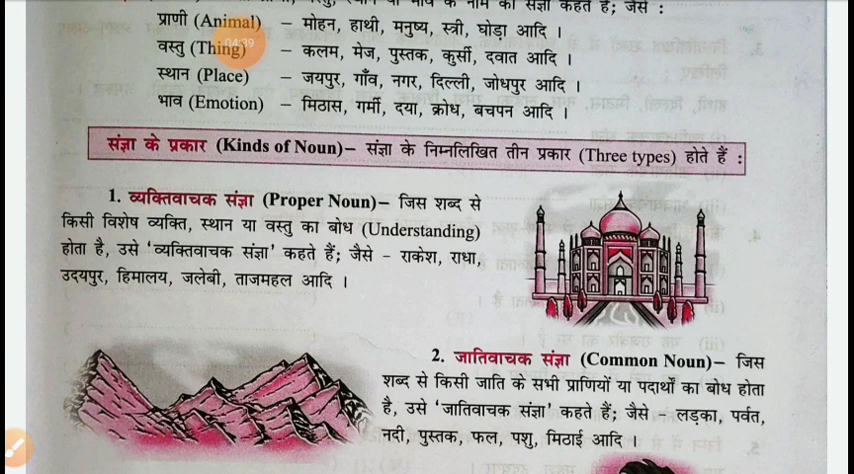 को संज्ञा कहते हैं; जैसे :
प्राणी (Animal) – मोहन, हाथी, मनुष्य, स्त्री, घोड़ा आदि ।
वस्तु (Thing) – कलम, मेज, पुस्तक, कुर्सी, दवात आदि ।
04:39
स्थान (Place) – जयपुर, गाँव, नगर, दिल्ली, जोधपुर आदि ।
भाव (Emotion) – मिठास, गर्मी, दया, क्रोध, बचपन आदि ।
संज्ञा के प्रकार (Kinds of Noun)– संज्ञा के निम्नलिखित तीन प्रकार (Three types) होते हैं :
1. व्यक्तिवाचक संज्ञा (Proper Noun)– जिस शब्द से
किसी विशेष व्यक्ति, स्थान या वस्तु का बोध (Understanding)
होता है, उसे ‘व्यक्तिवाचक संज्ञा’ कहते हैं; जैसे – राकेश, राधा,
उदयपुर, हिमालय, जलेबी, ताजमहल आदि ।
2. जातिवाचक संज्ञा (Common Noun)– जिस
शब्द से किसी जाति के सभी प्राणियों या पदार्थों का बोध होता
है, उसे ‘जातिवाचक संज्ञा’ कहते हैं; जैसे – लड़का, पर्वत,
नदी, पुस्तक, फल, पशु, मिठाई आदि ।